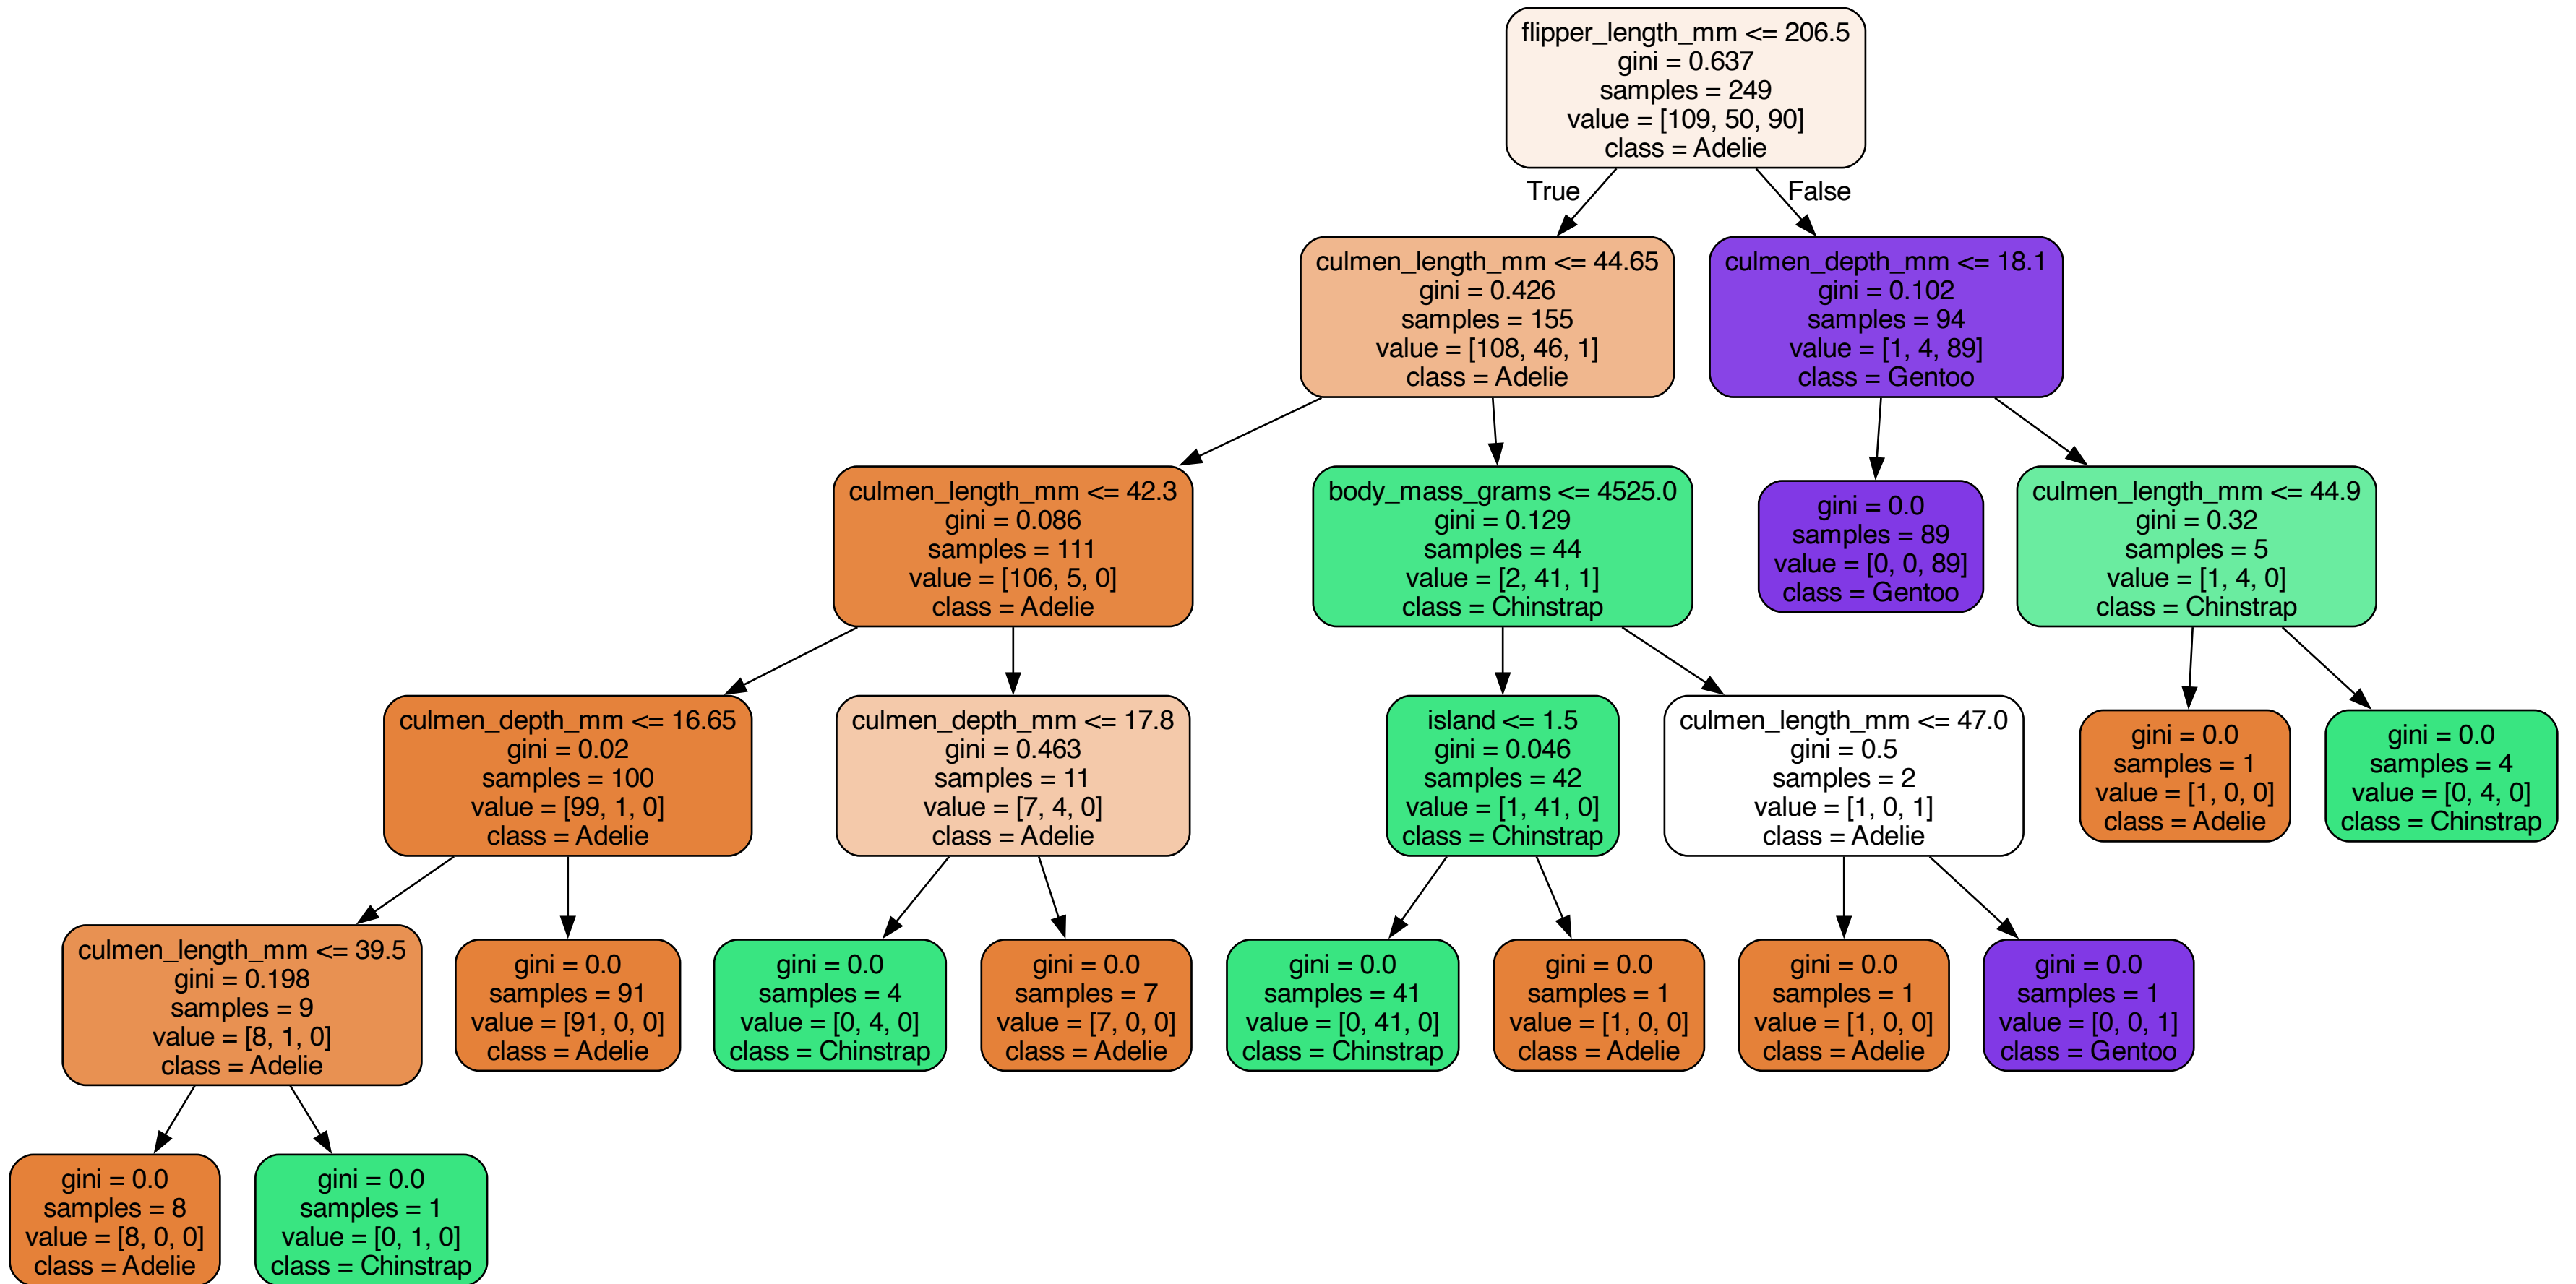 flipper_length_mm <= 206.5
gini = 0.637
samples = 249
value = [109, 50, 90]
class = Adelie
True
False
culmen_length_mm <= 44.65
gini = 0.426
samples = 155
value = [108, 46, 1]
class = Adelie
culmen_depth_mm <= 18.1
gini = 0.102
samples = 94
value = [1, 4, 89]
class = Gentoo
culmen_length_mm <= 42.3
gini = 0.086
samples = 111
value = [106, 5, 0]
class = Adelie
body_mass_grams <= 4525.0
gini = 0.129
samples = 44
value = [2, 41, 1]
class = Chinstrap
gini = 0.0
samples = 89
value = [0, 0, 89]
class = Gentoo
culmen_length_mm <= 44.9
gini = 0.32
samples = 5
value = [1, 4, 0]
class = Chinstrap
culmen_depth_mm <= 16.65
gini = 0.02
samples = 100
value = [99, 1, 0]
class = Adelie
culmen_depth_mm <= 17.8
gini = 0.463
samples = 11
value = [7, 4, 0]
class = Adelie
island <= 1.5
gini = 0.046
samples = 42
value = [1, 41, 0]
class = Chinstrap
culmen_length_mm <= 47.0
gini = 0.5
samples = 2
value = [1, 0, 1]
class = Adelie
gini = 0.0
samples = 1
value = [1, 0, 0]
class = Adelie
gini = 0.0
samples = 4
value = [0, 4, 0]
class = Chinstrap
culmen_length_mm <= 39.5
gini = 0.198
samples = 9
value = [8, 1, 0]
class = Adelie
gini = 0.0
samples = 91
value = [91, 0, 0]
class = Adelie
gini = 0.0
samples = 4
value = [0, 4, 0]
class = Chinstrap
gini = 0.0
samples = 7
value = [7, 0, 0]
class = Adelie
gini = 0.0
samples = 41
value = [0, 41, 0]
class = Chinstrap
gini = 0.0
samples = 1
value = [1, 0, 0]
class = Adelie
gini = 0.0
samples = 1
value = [1, 0, 0]
class = Adelie
gini = 0.0
samples = 1
value = [0, 0, 1]
class = Gentoo
gini = 0.0
samples = 8
value = [8, 0, 0]
class = Adelie
gini = 0.0
samples = 1
value = [0, 1, 0]
class = Chinstrap